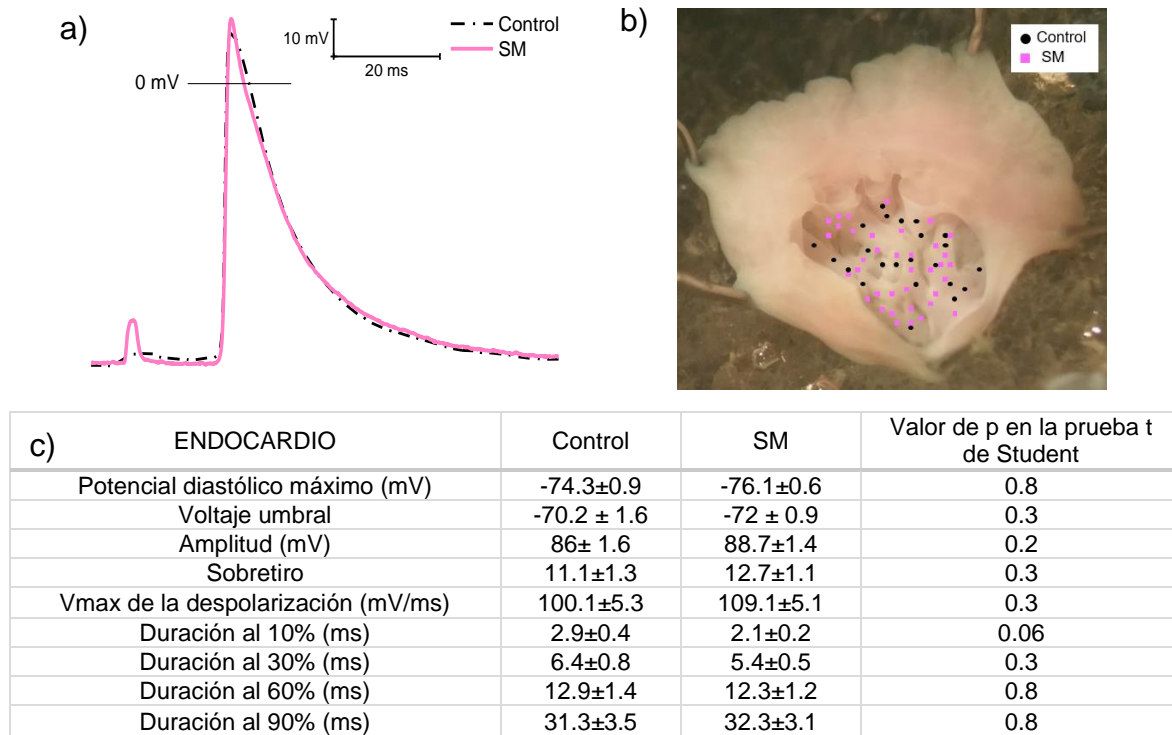 a)
Control
SM
10 mV
20 ms
0 mV
b)
Control
SM
c)
ENDOCARDIO Control SM Valor de p en la prueba t
de Student
Potencial diastólico máximo (mV) -74.3±0.9 -76.1±0.6 0.8
Voltaje umbral -70.2 ± 1.6 -72 ± 0.9 0.3
Amplitud (mV) 86± 1.6 88.7±1.4 0.2
Sobretiro 11.1±1.3 12.7±1.1 0.3
Vmax de la despolarización (mV/ms) 100.1±5.3 109.1±5.1 0.3
Duración al 10% (ms) 2.9±0.4 2.1±0.2 0.06
Duración al 30% (ms) 6.4±0.8 5.4±0.5 0.3
Duración al 60% (ms) 12.9±1.4 12.3±1.2 0.8
Duración al 90% (ms) 31.3±3.5 32.3±3.1 0.8